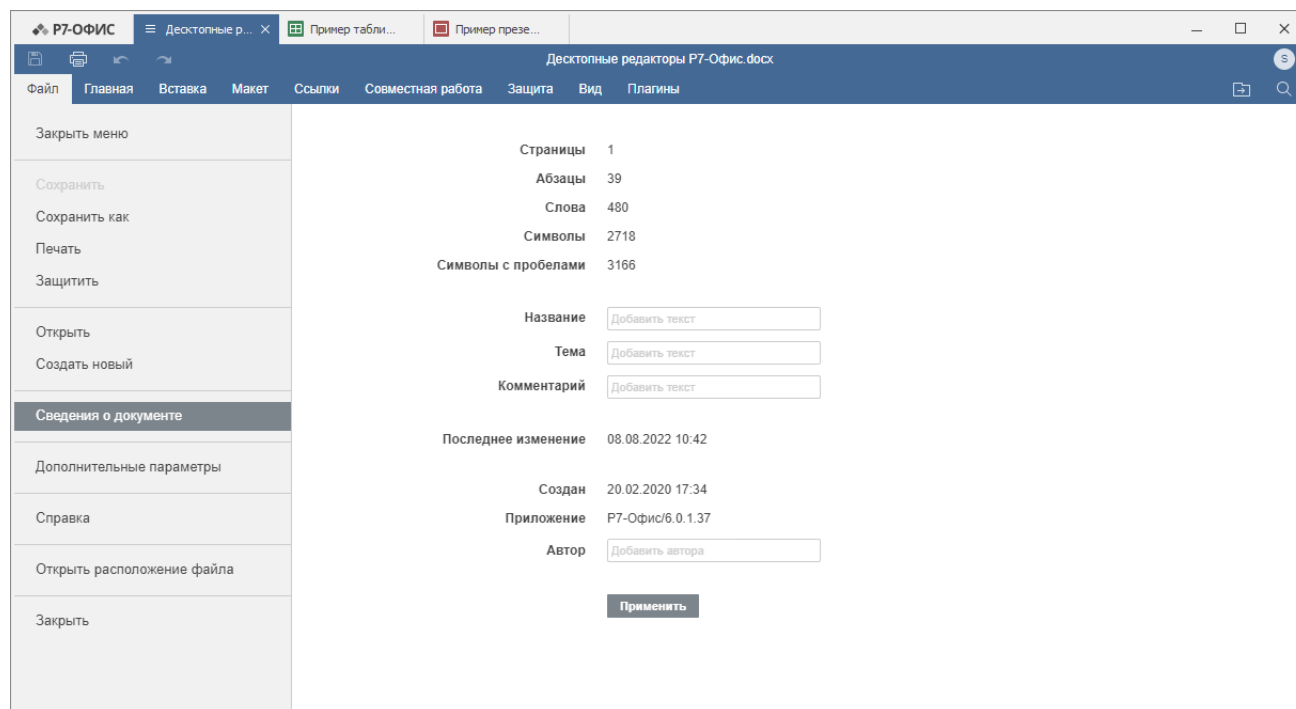 Р7-ОФИС
Десктопные р...
Пример табли...
Пример презе...
Десктопные редакторы Р7-Офис.docx
S
Файл Главная Вставка Макет Ссылки Совместная работа Защита Вид Плагины
Закрыть меню
Сохранить
Сохранить как
Печать
Защитить
Открыть
Создать новый
Сведения о документе
Дополнительные параметры
Справка
Открыть расположение файла
Закрыть
Страницы 1
Абзацы 39
Слова 480
Символы 2718
Символы с пробелами 3166
Название Добавить текст
Тема Добавить текст
Комментарий Добавить текст
Последнее изменение 08.08.2022 10:42
Создан 20.02.2020 17:34
Приложение Р7-Офис/6.0.1.37
Автор Добавить автора
Применить